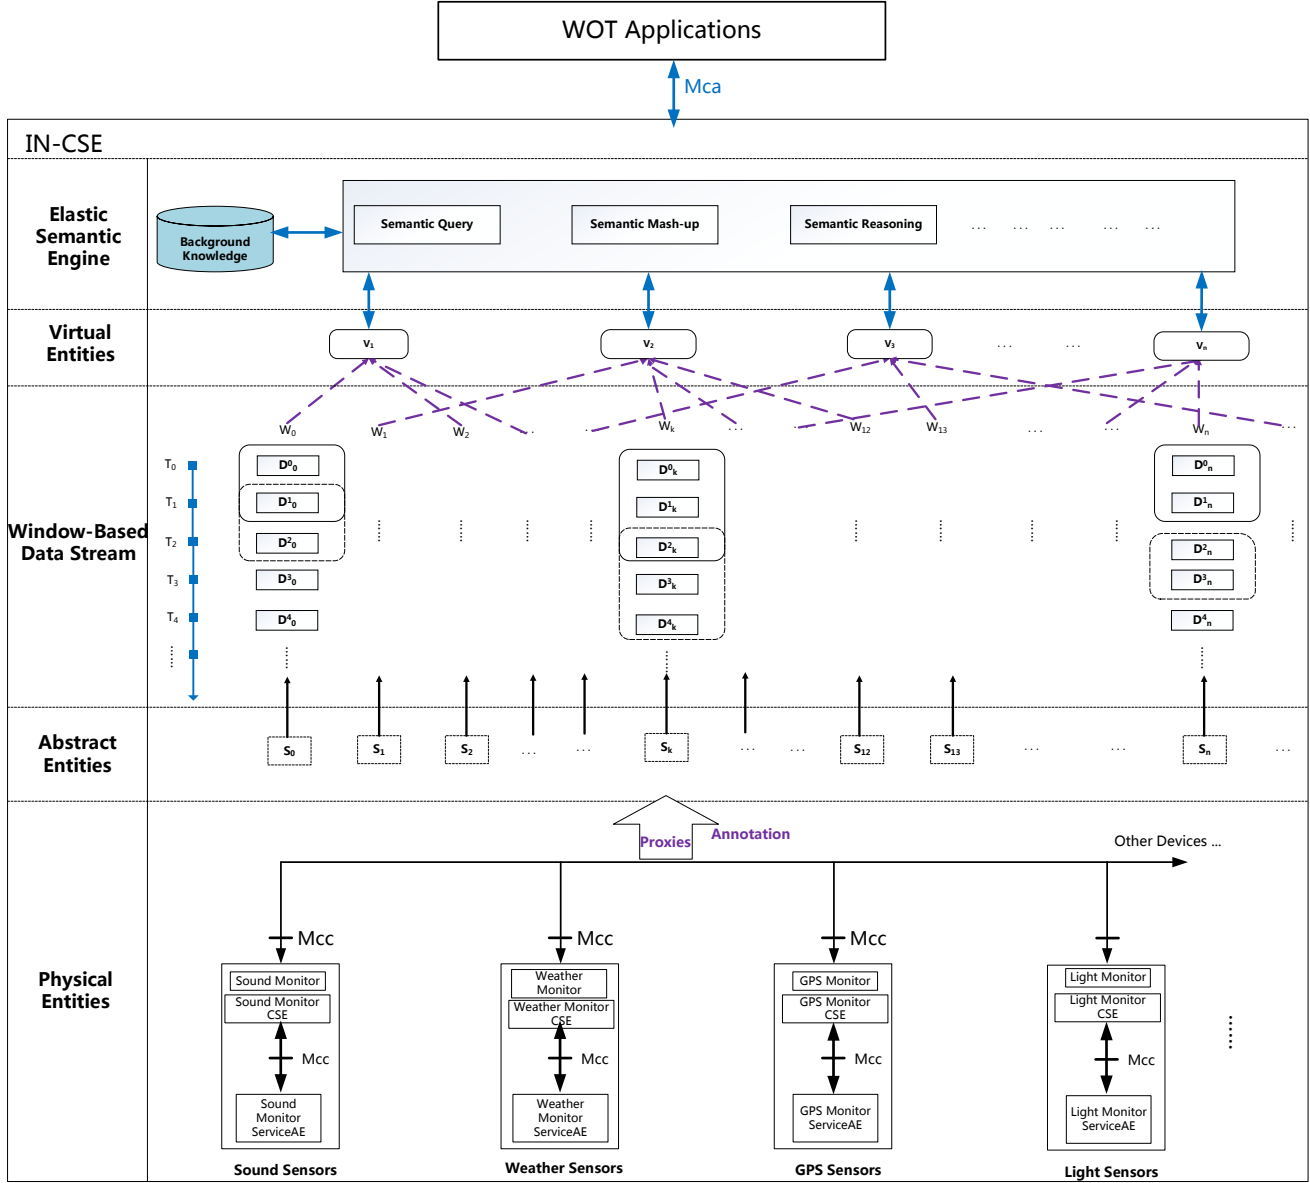 WOT Applications
Mca
IN-CSE
Elastic
Semantic
Engine
Background
Knowledge
Semantic Query
Semantic Mash-up
Semantic Reasoning
... ... ... ... ...
Virtual
Entities
V₁
V₂
V₃
... ...
Vₙ
W₀
W₁
W₂
...
...
Wₖ
...
...
W₁₂
W₁₃
...
...
Wₙ
...
Window-Based
Data Stream
T₀
T₁
T₂
T₃
T₄
D⁰₀
D¹₀
D²₀
D³₀
D⁴₀
D⁰ₖ
D¹ₖ
D²ₖ
D³ₖ
D⁴ₖ
D⁰ₙ
D¹ₙ
D²ₙ
D³ₙ
D⁴ₙ
Abstract
Entities
S₀
S₁
S₂
... ...
Sₖ
... ...
S₁₂
S₁₃
... ...
Sₙ
...
Proxies
Annotation
Other Devices ...
Physical
Entities
Mcc
Mcc
Mcc
Sound Monitor
Sound Monitor
CSE
Mcc
Sound
Monitor
ServiceAE
Sound Sensors
Weather
Monitor
Weather Monitor
CSE
Mcc
Weather
Monitor
ServiceAE
Weather Sensors
GPS Monitor
GPS Monitor
CSE
Mcc
GPS Monitor
ServiceAE
GPS Sensors
Light Monitor
Light Monitor
CSE
Mcc
Light Monitor
ServiceAE
Light Sensors